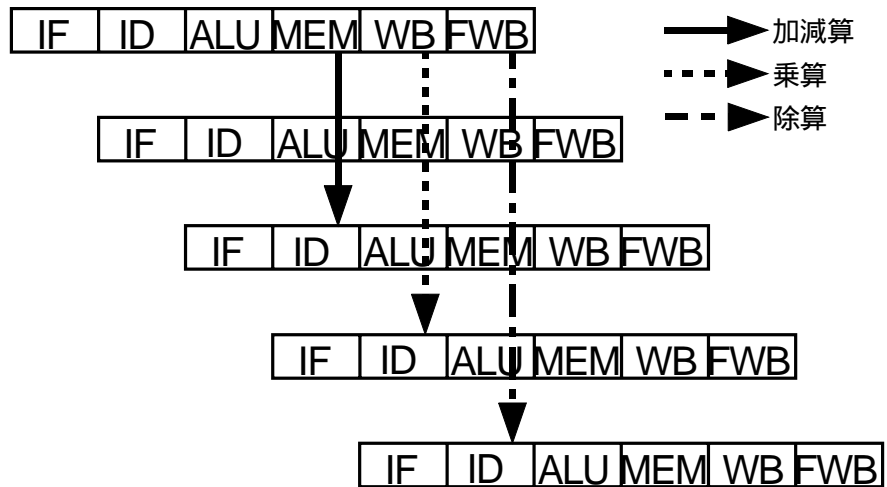 IF ID ALU MEM WB FWB
加減算
乗算
除算
IF ID ALU MEM WB FWB
IF ID ALU MEM WB FWB
IF ID ALU MEM WB FWB
IF ID ALU MEM WB FWB